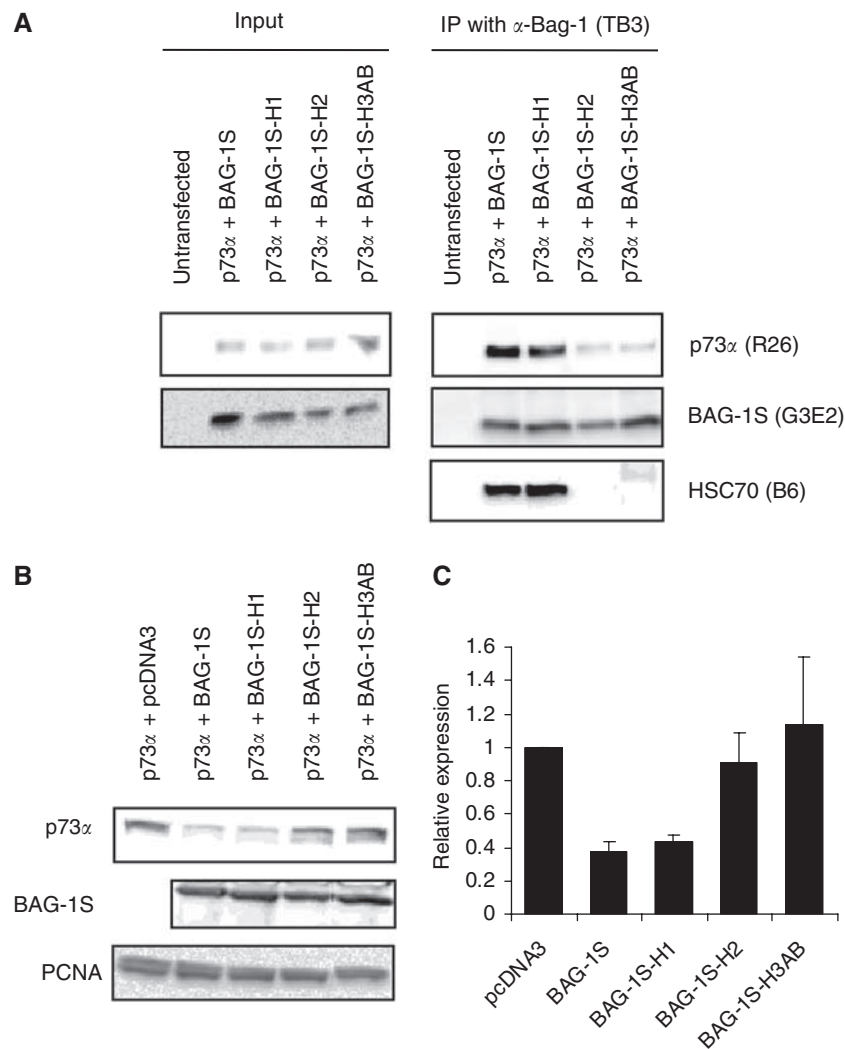 A
Input
IP with α-Bag-1 (TB3)
Untransfected
p73α + BAG-1S
p73α + BAG-1S-H1
p73α + BAG-1S-H2
p73α + BAG-1S-H3AB
Untransfected
p73α + BAG-1S
p73α + BAG-1S-H1
p73α + BAG-1S-H2
p73α + BAG-1S-H3AB
p73α (R26)
BAG-1S (G3E2)
HSC70 (B6)
B
p73α + pcDNA3
p73α + BAG-1S
p73α + BAG-1S-H1
p73α + BAG-1S-H2
p73α + BAG-1S-H3AB
p73α
BAG-1S
PCNA
C
Relative expression
1.6
1.4
1.2
1
0.8
0.6
0.4
0.2
0
pcDNA3
BAG-1S
BAG-1S-H1
BAG-1S-H2
BAG-1S-H3AB